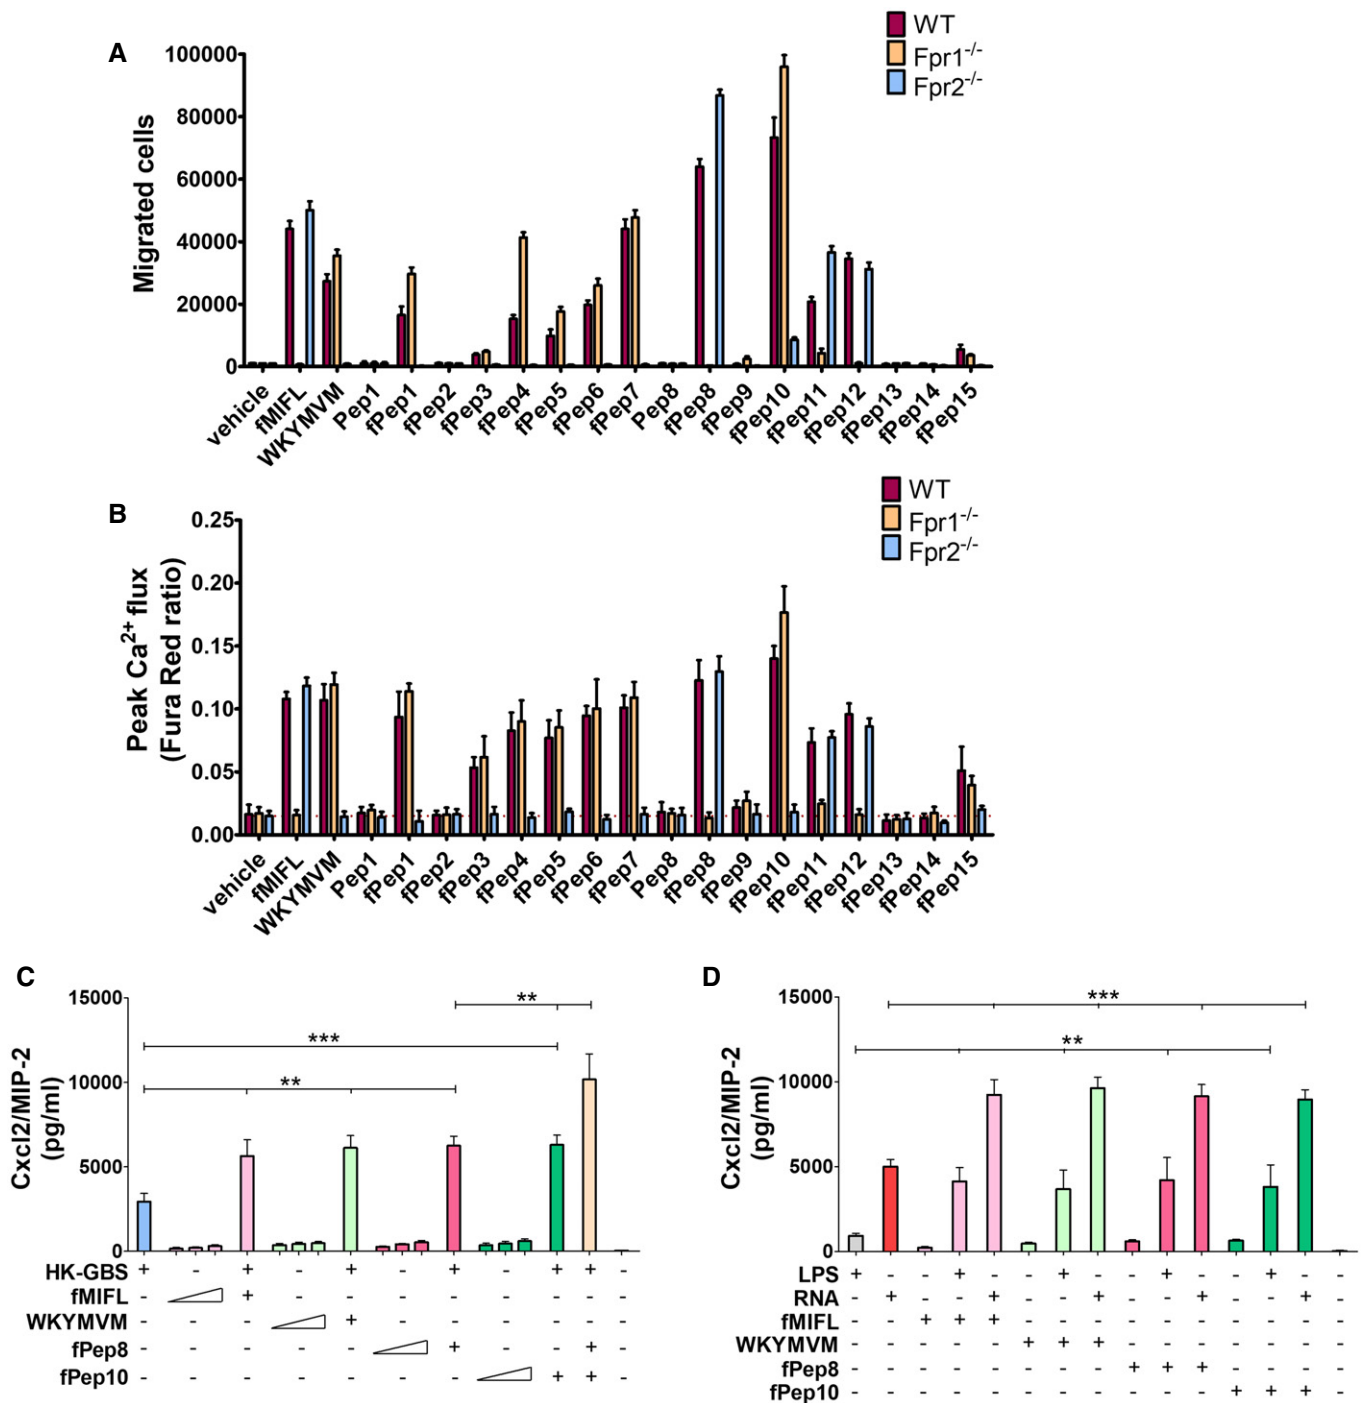 A
WT
Fpr1-/-
Fpr2-/-
Migrated cells
100000
80000
60000
40000
20000
0
vehicle
fMIFL
WKYMVM
Pep1
fPep1
fPep2
fPep3
fPep4
fPep5
fPep6
fPep7
Pep8
fPep8
fPep9
fPep10
fPep11
fPep12
fPep13
fPep14
fPep15
B
WT
Fpr1-/-
Fpr2-/-
Peak Ca2+ flux
(Fura Red ratio)
0.25
0.20
0.15
0.10
0.05
0.00
vehicle
fMIFL
WKYMVM
Pep1
fPep1
fPep2
fPep3
fPep4
fPep5
fPep6
fPep7
Pep8
fPep8
fPep9
fPep10
fPep11
fPep12
fPep13
fPep14
fPep15
C
Cxcl2/MIP-2
(pg/ml)
15000
10000
5000
0
**
***
**
HK-GBS + - + - + - + - + + -
fMIFL - + - - - - - - - -
WKYMVM - - - + - - - - - -
fPep8 - - - - - + - - + -
fPep10 - - - - - - - + + -
D
Cxcl2/MIP-2
(pg/ml)
15000
10000
5000
0
***
**
LPS + - - + - - + - - + - - + - -
RNA - + - - + - - + - - + - - + -
fMIFL - - + + + - - - - - - - - - -
WKYMVM - - - - - + + + - - - - - - -
fPep8 - - - - - - - - + + + - - - -
fPep10 - - - - - - - - - - - + + + -